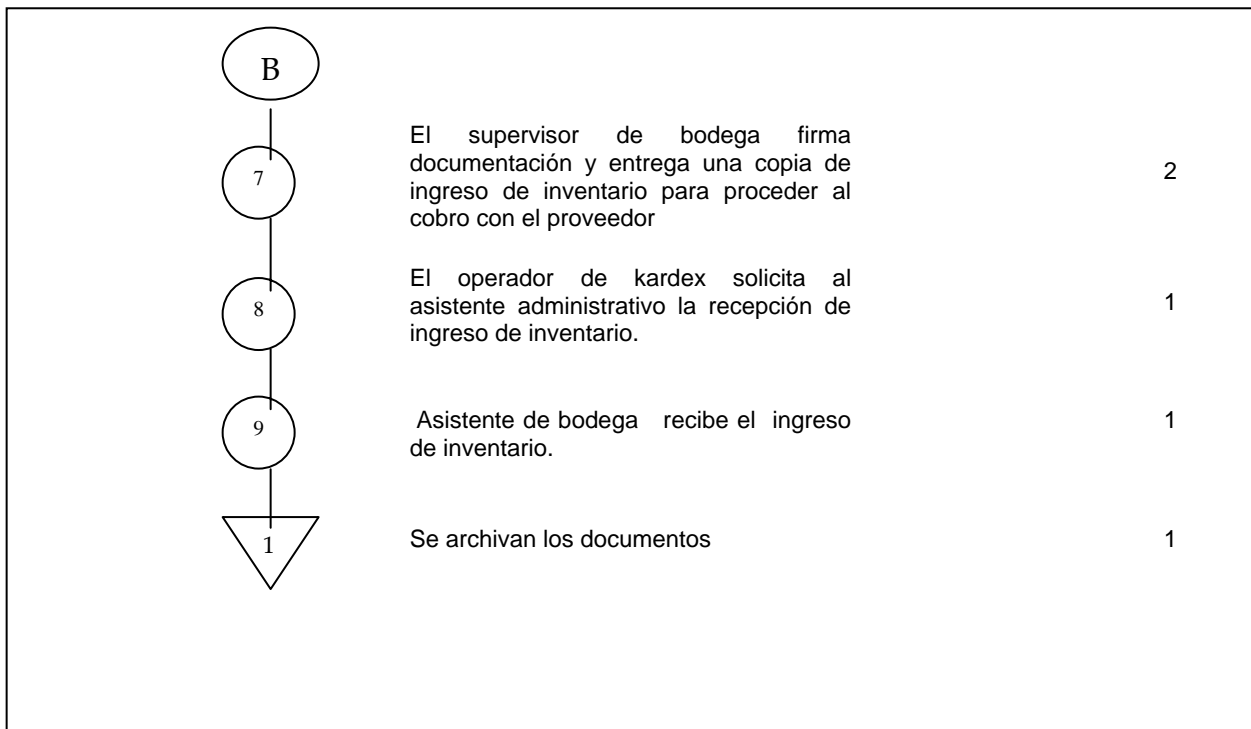 B
7
El supervisor de bodega firma
documentación y entrega una copia de
ingreso de inventario para proceder al
cobro con el proveedor
2
8
El operador de kardex solicita al
asistente administrativo la recepción de
ingreso de inventario.
1
9
Asistente de bodega recibe el ingreso
de inventario.
1
1
Se archivan los documentos
1